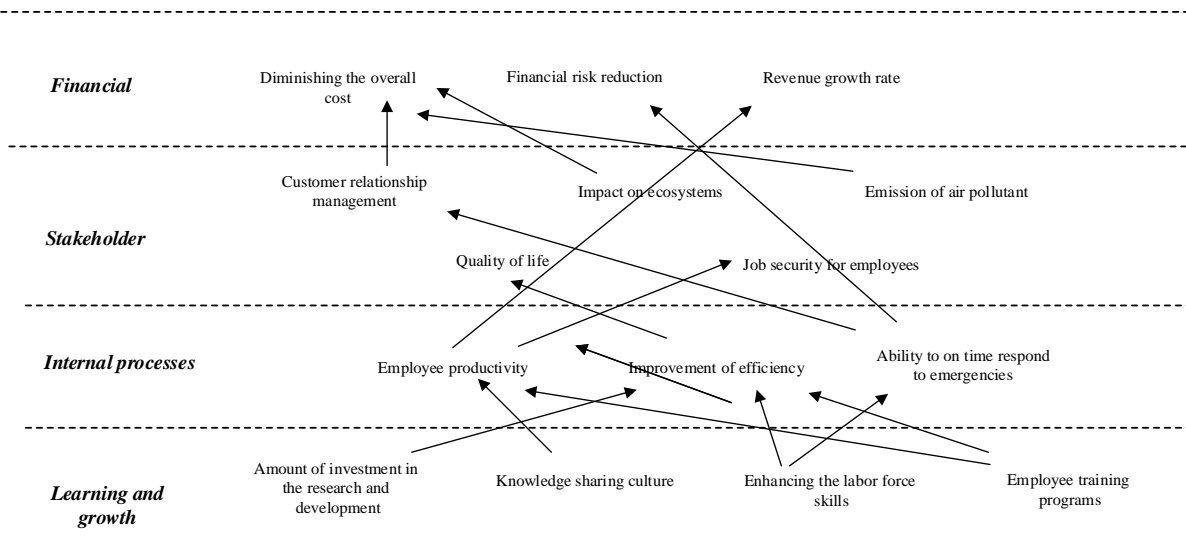 Financial
Diminishing the overall
cost
Financial risk reduction
Revenue growth rate
Stakeholder
Customer relationship
management
Impact on ecosystems
Emission of air pollutant
Quality of life
Job security for employees
Internal processes
Employee productivity
Improvement of efficiency
Ability to on time respond
to emergencies
Learning and
growth
Amount of investment in
the research and
development
Knowledge sharing culture
Enhancing the labor force
skills
Employee training
programs